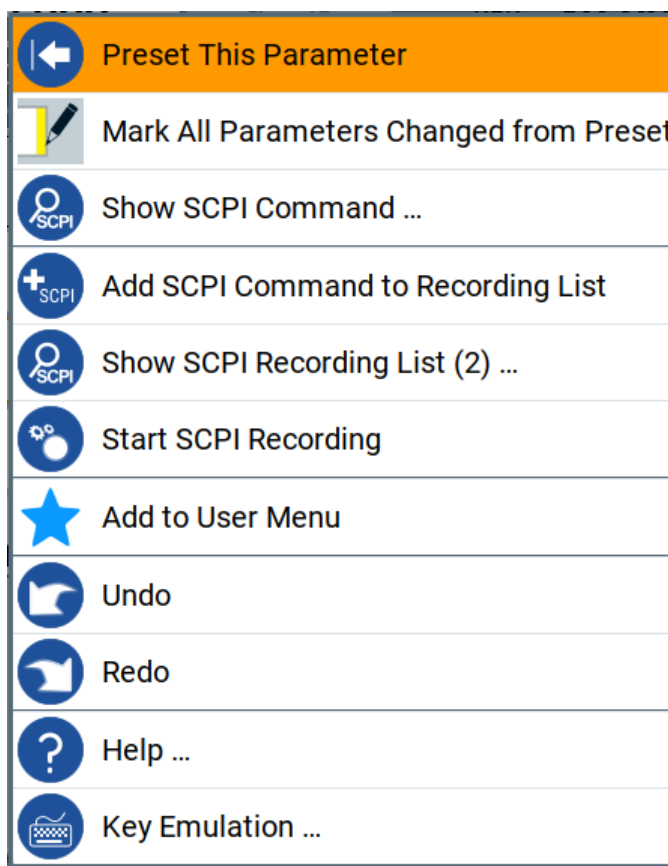 Preset This Parameter
Mark All Parameters Changed from Preset
SCPI
Show SCPI Command …
SCPI
Add SCPI Command to Recording List
SCPI
Show SCPI Recording List (2) …
Start SCPI Recording
Add to User Menu
Undo
Redo
?
Help …
Key Emulation …